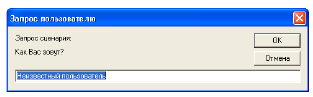 Запрос пользователю
Запрос сценария:
OK
Как Вас зовут?
Отмена
Неизвестный пользователь